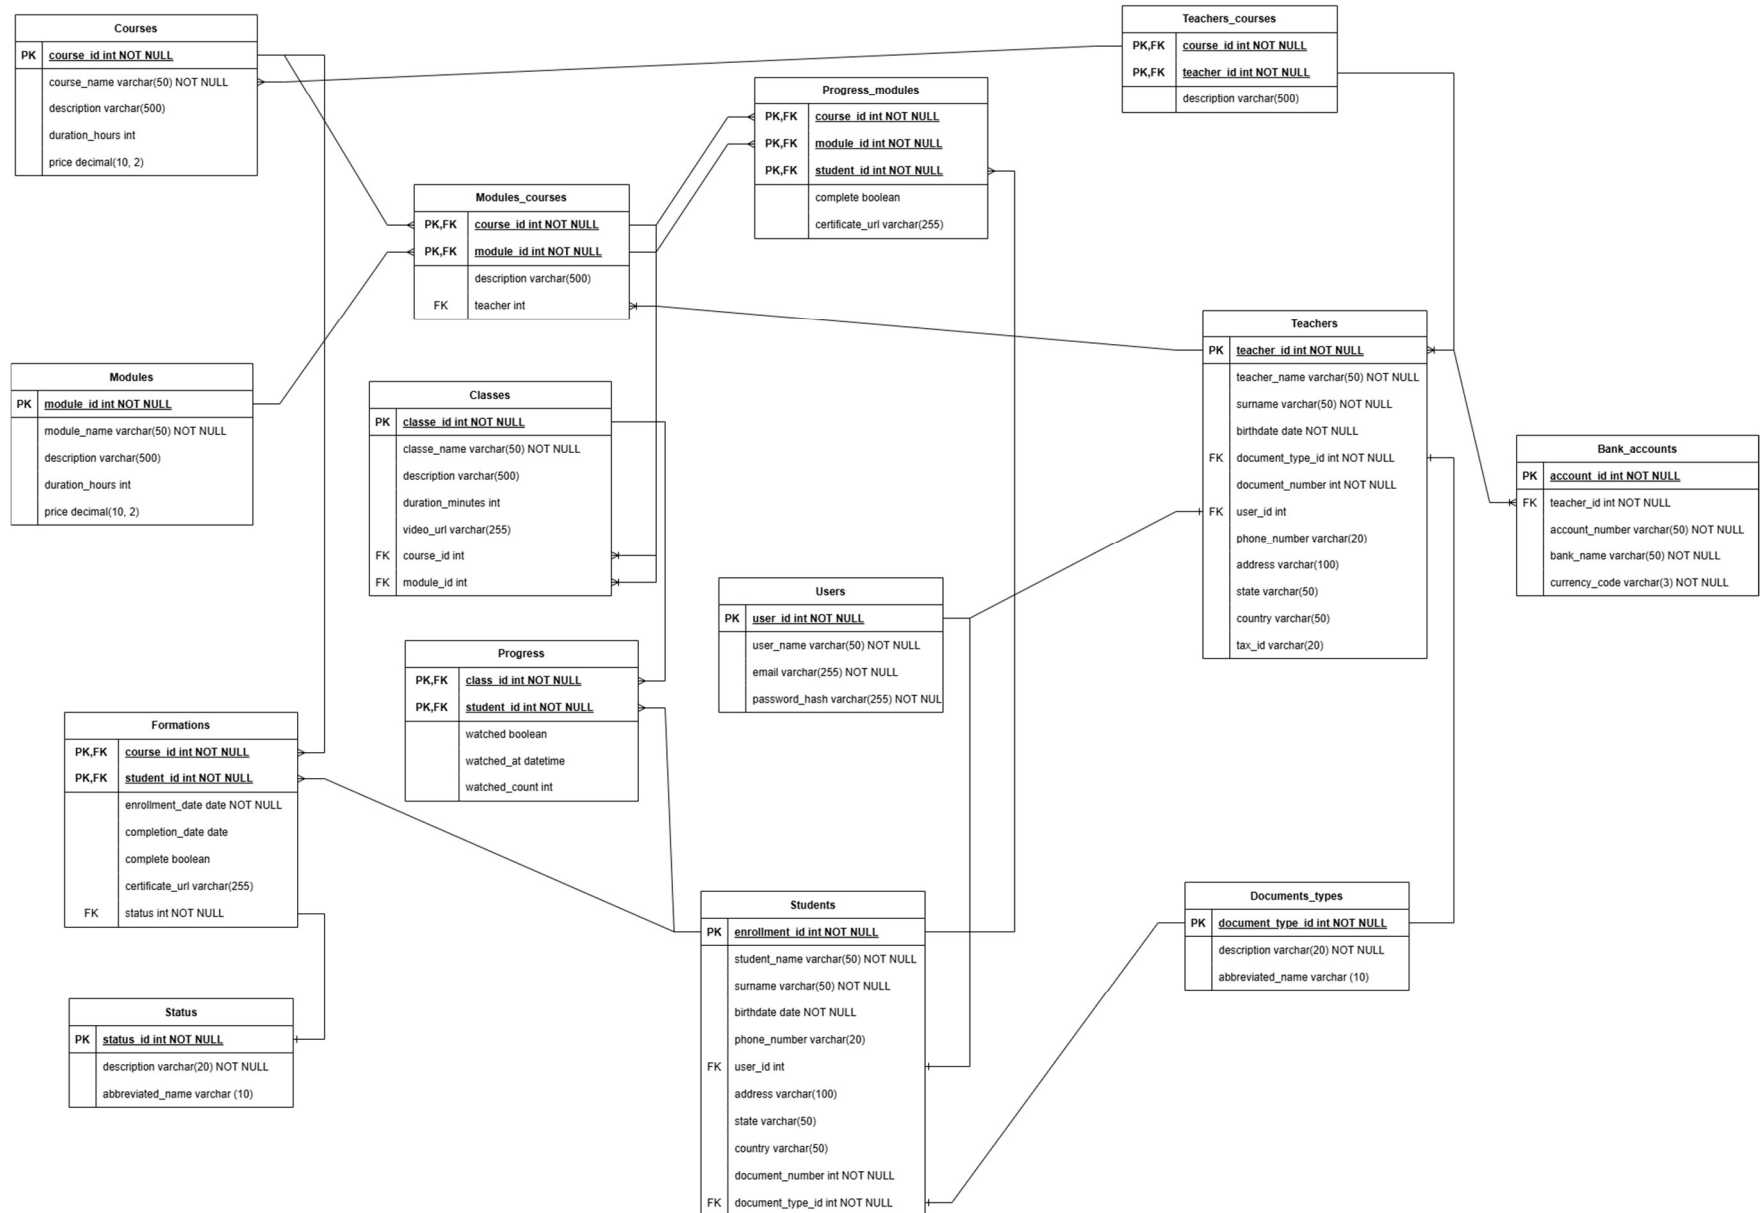 Courses
PK course_id int NOT NULL
course_name varchar(50) NOT NULL
description varchar(500)
duration_hours int
price decimal(10, 2)
Teachers_courses
PK,FK course_id int NOT NULL
PK,FK teacher_id int NOT NULL
description varchar(500)
Progress_modules
PK,FK course_id int NOT NULL
PK,FK module_id int NOT NULL
PK,FK student_id int NOT NULL
complete boolean
certificate_url varchar(255)
Modules_courses
PK,FK course_id int NOT NULL
PK,FK module_id int NOT NULL
description varchar(500)
FK teacher int
Modules
PK module_id int NOT NULL
module_name varchar(50) NOT NULL
description varchar(500)
duration_hours int
price decimal(10, 2)
Classes
PK classe_id int NOT NULL
classe_name varchar(50) NOT NULL
description varchar(500)
duration_minutes int
video_url varchar(255)
FK course_id int
FK module_id int
Teachers
PK teacher_id int NOT NULL
teacher_name varchar(50) NOT NULL
surname varchar(50) NOT NULL
birthdate date NOT NULL
FK document_type_id int NOT NULL
document_number int NOT NULL
FK user_id int
phone_number varchar(20)
address varchar(100)
state varchar(50)
country varchar(50)
tax_id varchar(20)
Bank_accounts
PK account_id int NOT NULL
FK teacher_id int NOT NULL
account_number varchar(50) NOT NULL
bank_name varchar(50) NOT NULL
currency_code varchar(3) NOT NULL
Users
PK user_id int NOT NULL
user_name varchar(50) NOT NULL
email varchar(255) NOT NULL
password_hash varchar(255) NOT NUL
Progress
PK,FK class_id int NOT NULL
PK,FK student_id int NOT NULL
watched boolean
watched_at datetime
watched_count int
Formations
PK,FK course_id int NOT NULL
PK,FK student_id int NOT NULL
enrollment_date date NOT NULL
completion_date date
complete boolean
certificate_url varchar(255)
FK status int NOT NULL
Status
PK status_id int NOT NULL
description varchar(20) NOT NULL
abbreviated_name varchar (10)
Students
PK enrollment_id int NOT NULL
student_name varchar(50) NOT NULL
surname varchar(50) NOT NULL
birthdate date NOT NULL
phone_number varchar(20)
FK user_id int
address varchar(100)
state varchar(50)
country varchar(50)
document_number int NOT NULL
FK document_type_id int NOT NULL
Documents_types
PK document_type_id int NOT NULL
description varchar(20) NOT NULL
abbreviated_name varchar (10)